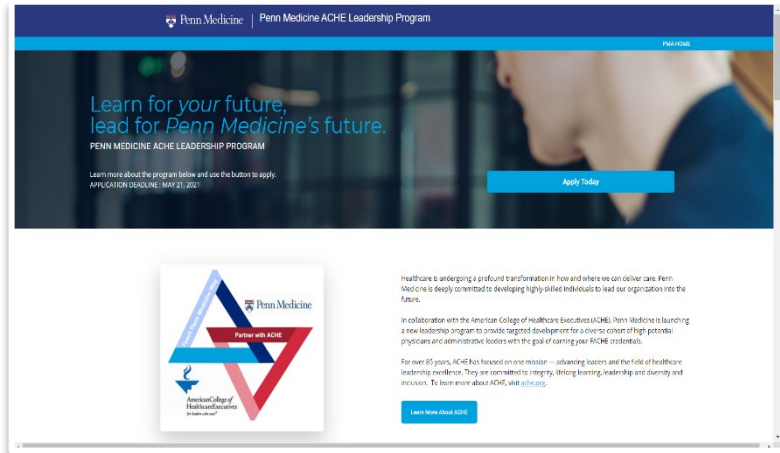 Penn Medicine | Penn Medicine ACHE Leadership Program
PMA HOME
Learn for your future,
lead for Penn Medicine's future.
PENN MEDICINE ACHE LEADERSHIP PROGRAM
Learn more about the program below and use the button to apply.
APPLICATION DEADLINE: MAY 21, 2021
Apply Today
Teach Penn Medicine Way
Penn Medicine
Partner with ACHE
American College of
Healthcare Executives
for leaders who care®
Healthcare is undergoing a profound transformation in how and where we can deliver care. Penn
Medicine is deeply committed to developing highly-skilled individuals to lead our organization into the
future.
In collaboration with the American College of Healthcare Executives (ACHE), Penn Medicine is launching
a new leadership program to provide targeted development for a diverse cohort of high potential
physicians and administrative leaders with the goal of earning your FACHE credentials.
For over 85 years, ACHE has focused on one mission — advancing leaders and the field of healthcare
leadership excellence. They are committed to integrity, lifelong learning, leadership and diversity and
inclusion. To learn more about ACHE, visit ache.org.
Learn More About ACHE